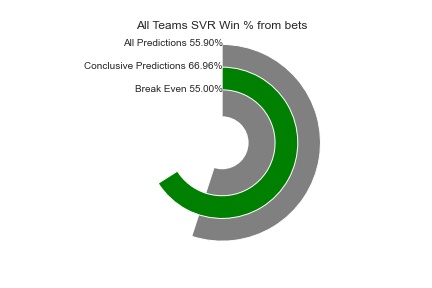 All Teams SVR Win % from bets
All Predictions 55.90%
Conclusive Predictions 66.96%
Break Even 55.00%